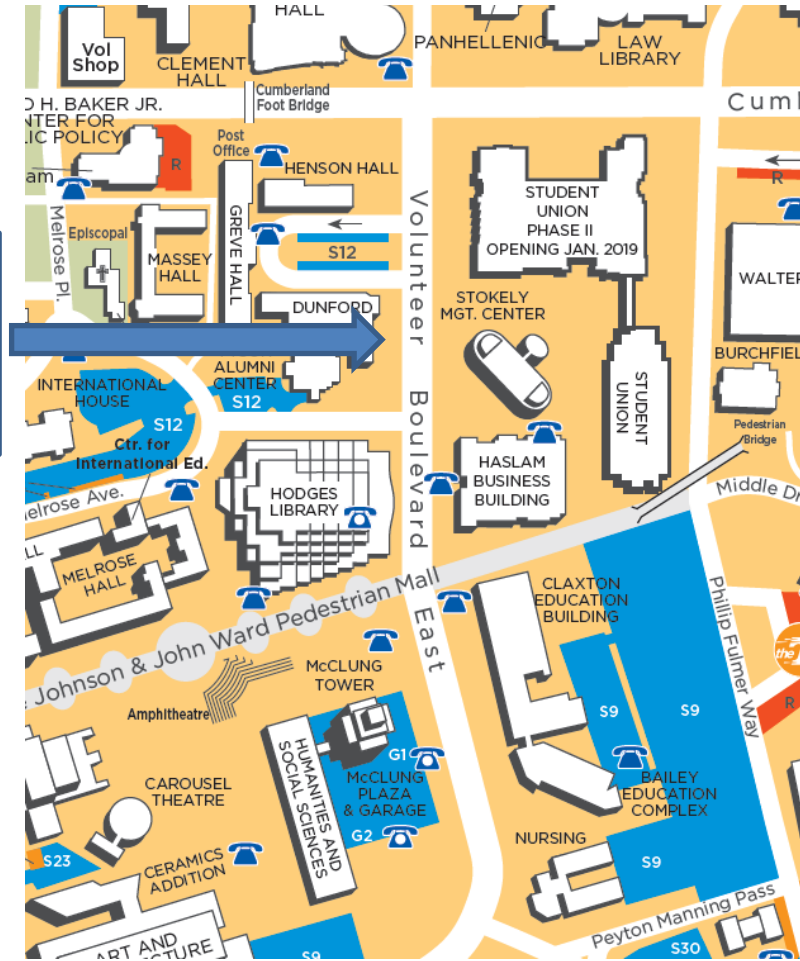 HALL
Vol
Shop
CLEMENT
HALL
PANHELLENIC
LAW
LIBRARY
Cumberland
Foot Bridge
H. BAKER JR.
FOR
POLICY
R
Post
Office
HENSON HALL
R
STUDENT
UNION
PHASE II
OPENING JAN. 2019
Melrose Pl.
Episcopal
MASSEY
HALL
GREVE HALL
S12
Volunteer
Boulevard
WALTER
STOKELY
MGT. CENTER
DUNFORD
INTERNATIONAL
HOUSE
ALUMNI
CENTER
S12
S12
STUDENT
UNION
Pedestrian
Bridge
Ctr. for
International Ed.
HODGES
LIBRARY
HASLAM
BUSINESS
BUILDING
Ave.
Middle
MELROSE
HALL
Johnson & John Ward Pedestrian Mall
East
CLAXTON
EDUCATION
BUILDING
Phillip Fulmer Way
the
R
McCLUNG
TOWER
Amphitheatre
S9
S9
HUMANITIES AND
SOCIAL SCIENCES
G1
McCLUNG
PLAZA
& GARAGE
G2
BAILEY
EDUCATION
COMPLEX
CAROUSEL
THEATRE
NURSING
S23
CERAMICS
ADDITION
S9
Peyton Manning Pass
ART AND
S9
S30